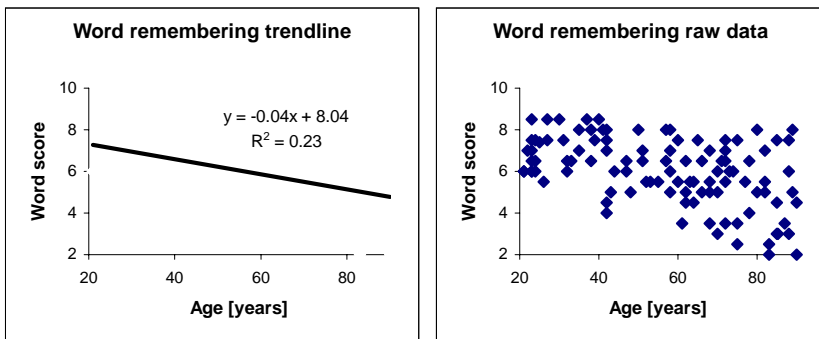 Word remembering trendline
10
8
6
4
2
20 40 60 80
Word score
Age [years]
y = -0.04x + 8.04
R² = 0.23
Word remembering raw data
10
8
6
4
2
20 40 60 80
Word score
Age [years]